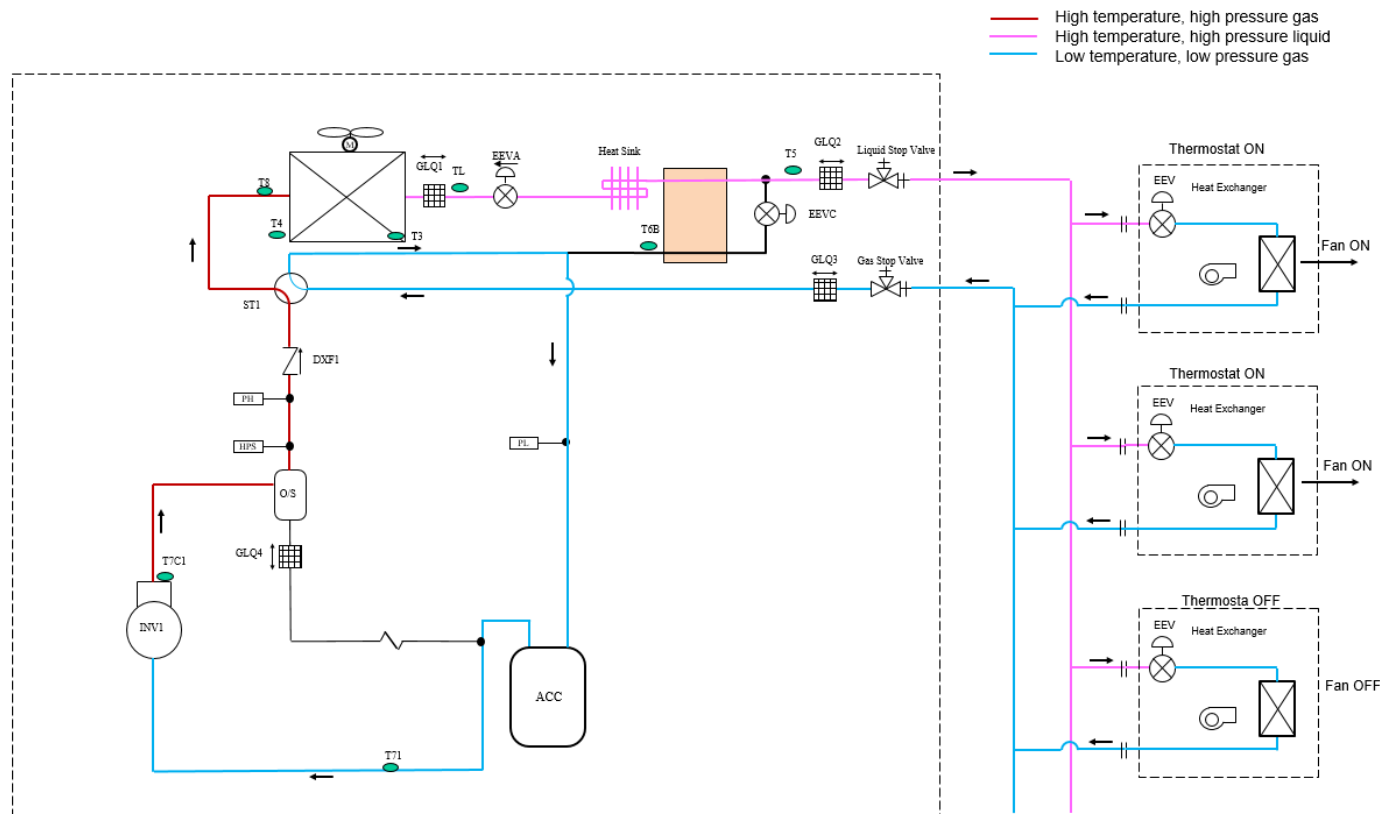 High temperature, high pressure gas
High temperature, high pressure liquid
Low temperature, low pressure gas
M
T8
GLQ1
TL
EEVA
Heat Sink
T5
GLQ2
Liquid Stop Valve
T4
T3
T6B
EEVC
ST1
GLQ3
Gas Stop Valve
DXF1
PH
HPS
PL
O/S
GLQ4
T7C1
INV1
ACC
T71
Thermostat ON
EEV
Heat Exchanger
Fan ON
Thermostat ON
EEV
Heat Exchanger
Fan ON
Thermosta OFF
EEV
Heat Exchanger
Fan OFF